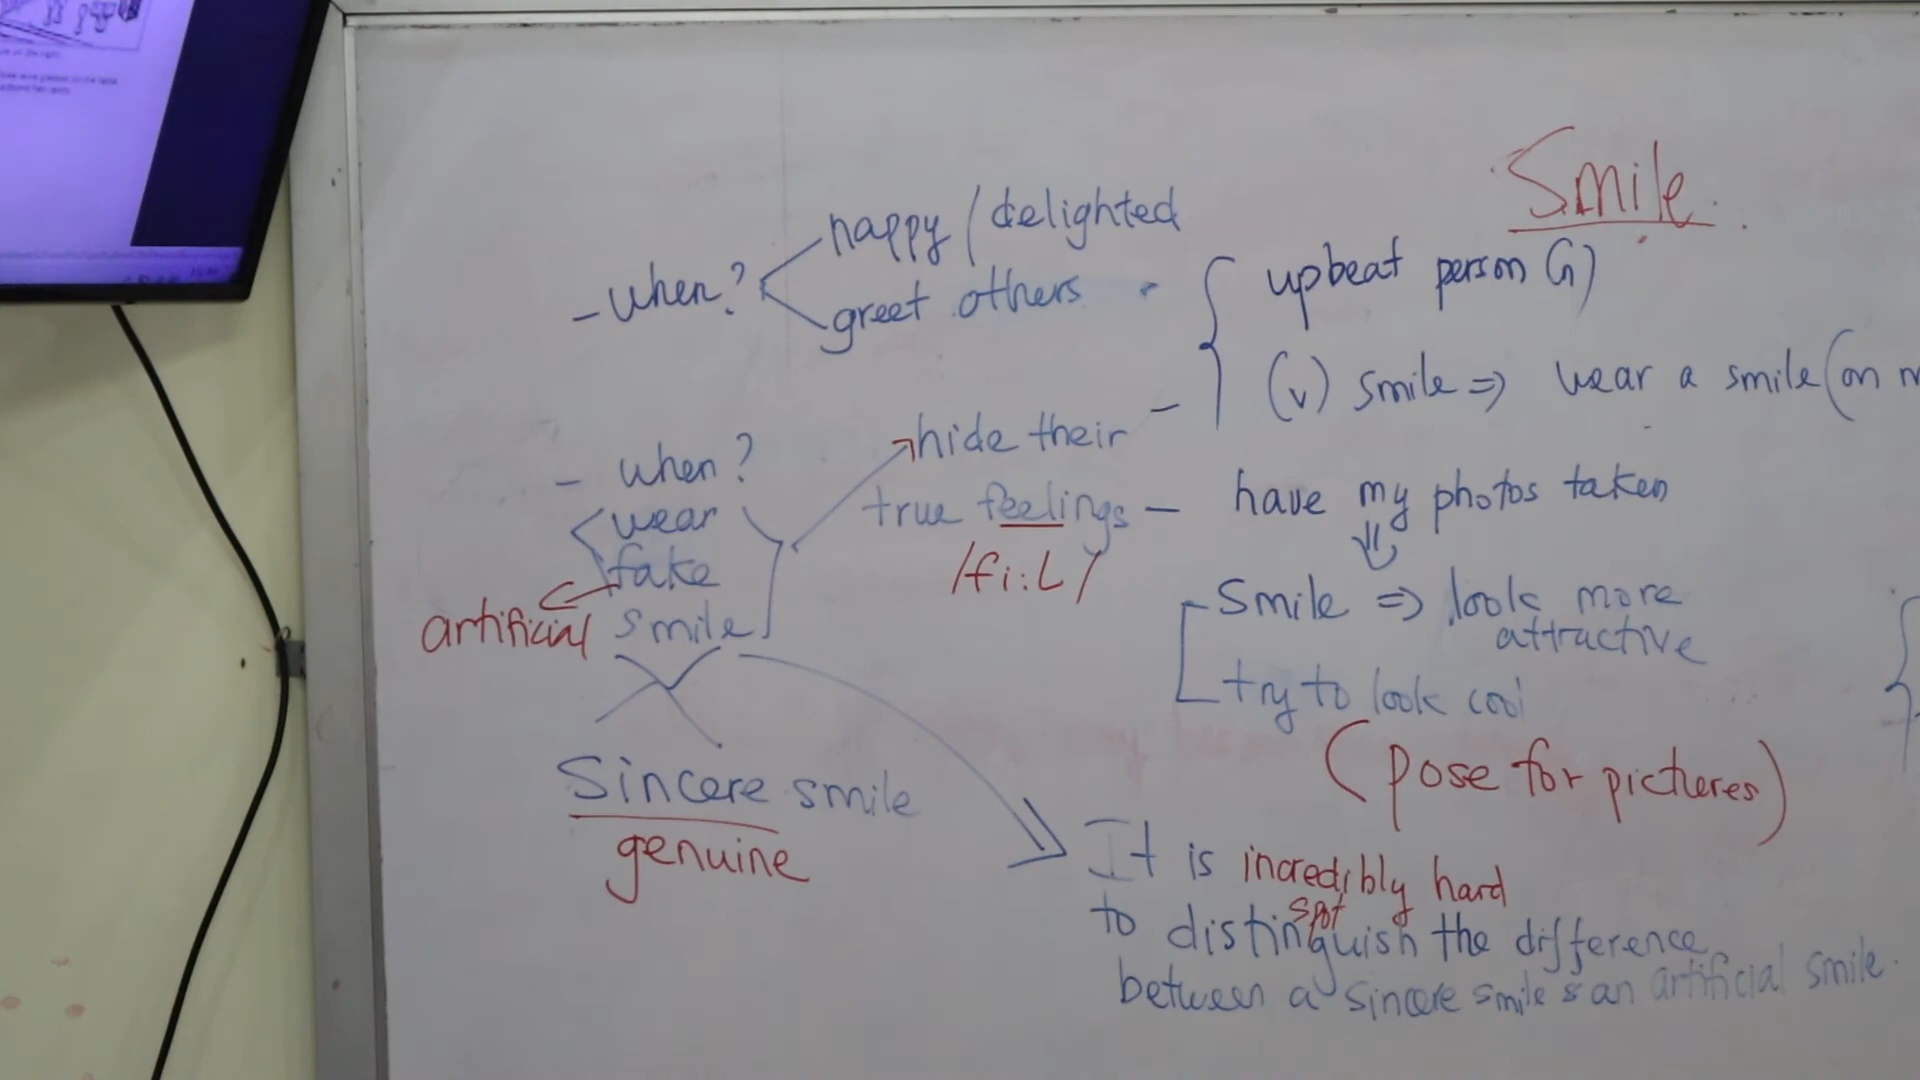 Smile.
- when?
happy / delighted
greet others
upbeat person (n)
(v) smile => wear a smile (on m
- when?
wear
fake
smile
artificial
hide their -
true feelings -
/fi:L/
have my photos taken
Smile => look more
attractive
try to look cool
(pose for pictures)
Sincere smile
genuine
It is incredibly hard
spot
to distinguish the difference
between a sincere smile & an artificial smile.